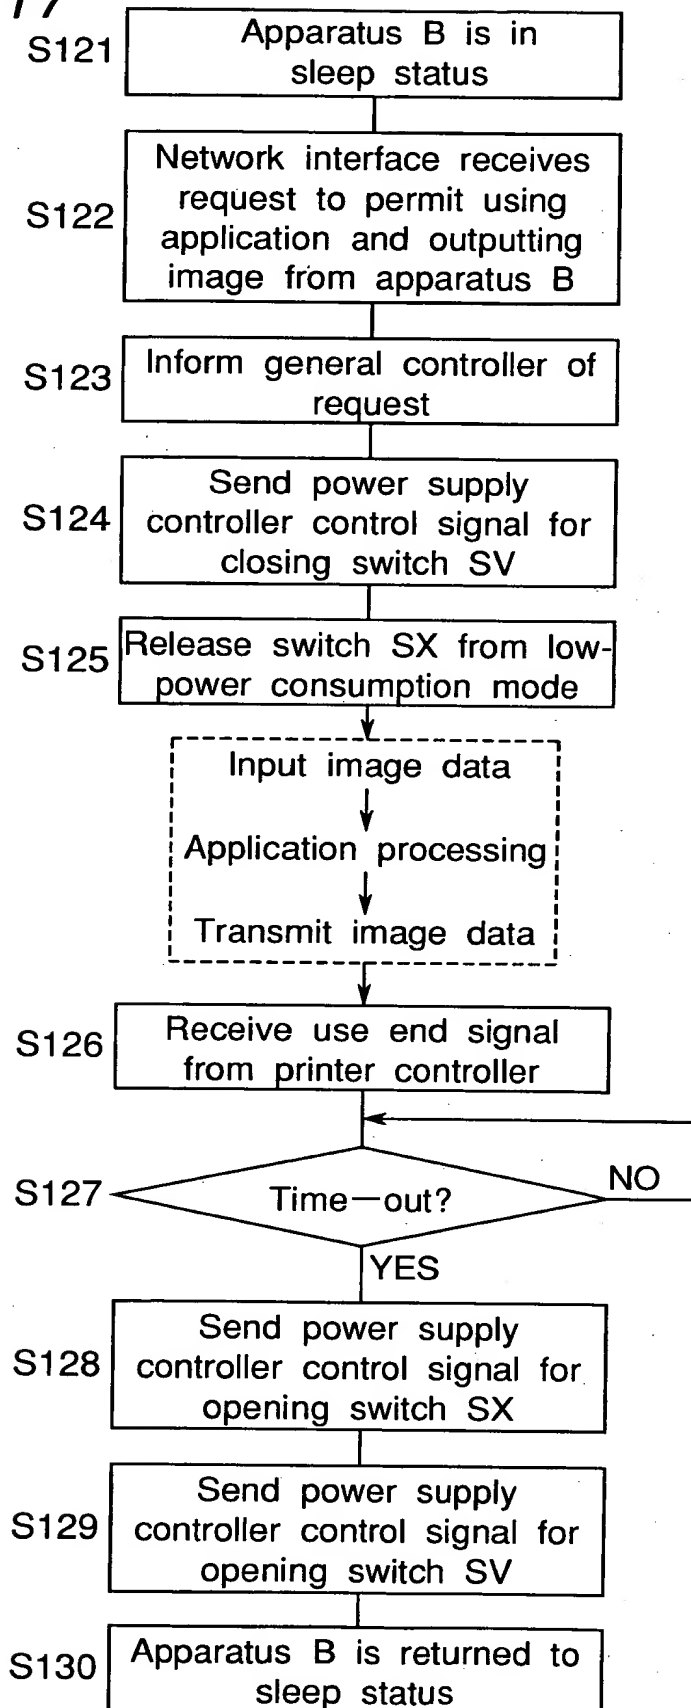 17
S121
Apparatus B is in
sleep status
S122
Network interface receives
request to permit using
application and outputting
image from apparatus B
S123
Inform general controller of
request
S124
Send power supply
controller control signal for
closing switch SV
S125
Release switch SX from low-
power consumption mode
Input image data
Application processing
Transmit image data
S126
Receive use end signal
from printer controller
S127
Time—out?
NO
YES
S128
Send power supply
controller control signal for
opening switch SX
S129
Send power supply
controller control signal for
opening switch SV
S130
Apparatus B is returned to
sleep status